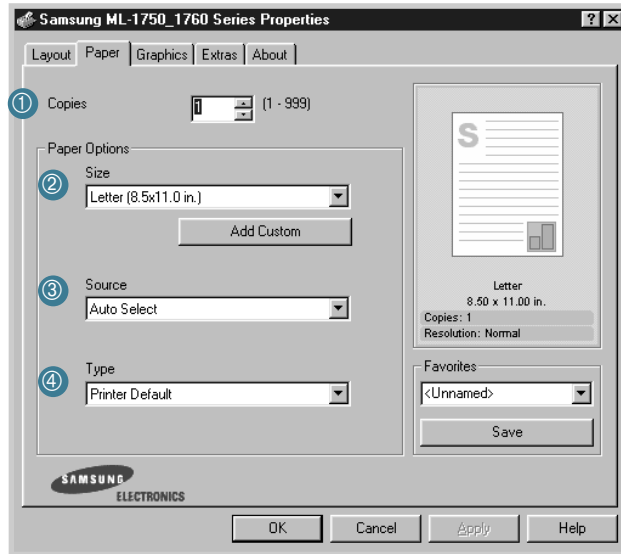 Samsung ML-1750_1760 Series Properties
Layout Paper Graphics Extras About
① Copies 1 (1 - 999)
Paper Options
② Size
Letter (8.5x11.0 in.)
Add Custom
③ Source
Auto Select
④ Type
Printer Default
S
Letter
8.50 x 11.00 in.
Copies: 1
Resolution: Normal
Favorites
<Unnamed>
Save
SAMSUNG
ELECTRONICS
OK Cancel Apply Help